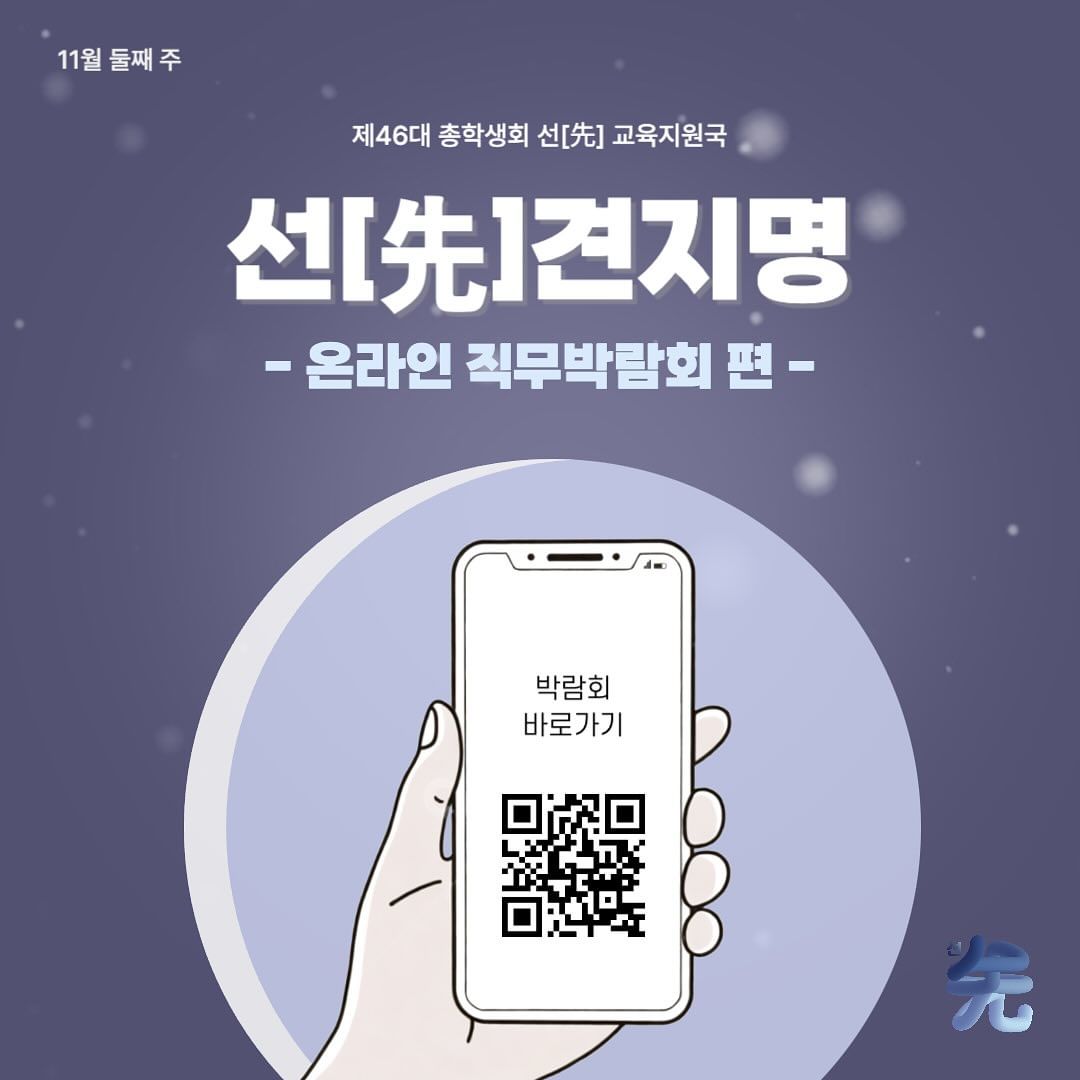 11월 둘째 주
제46대 총학생회 선[先] 교육지원국
선[先]견지명
- 온라인 직무박람회 편 -
박람회
바로가기
선
先